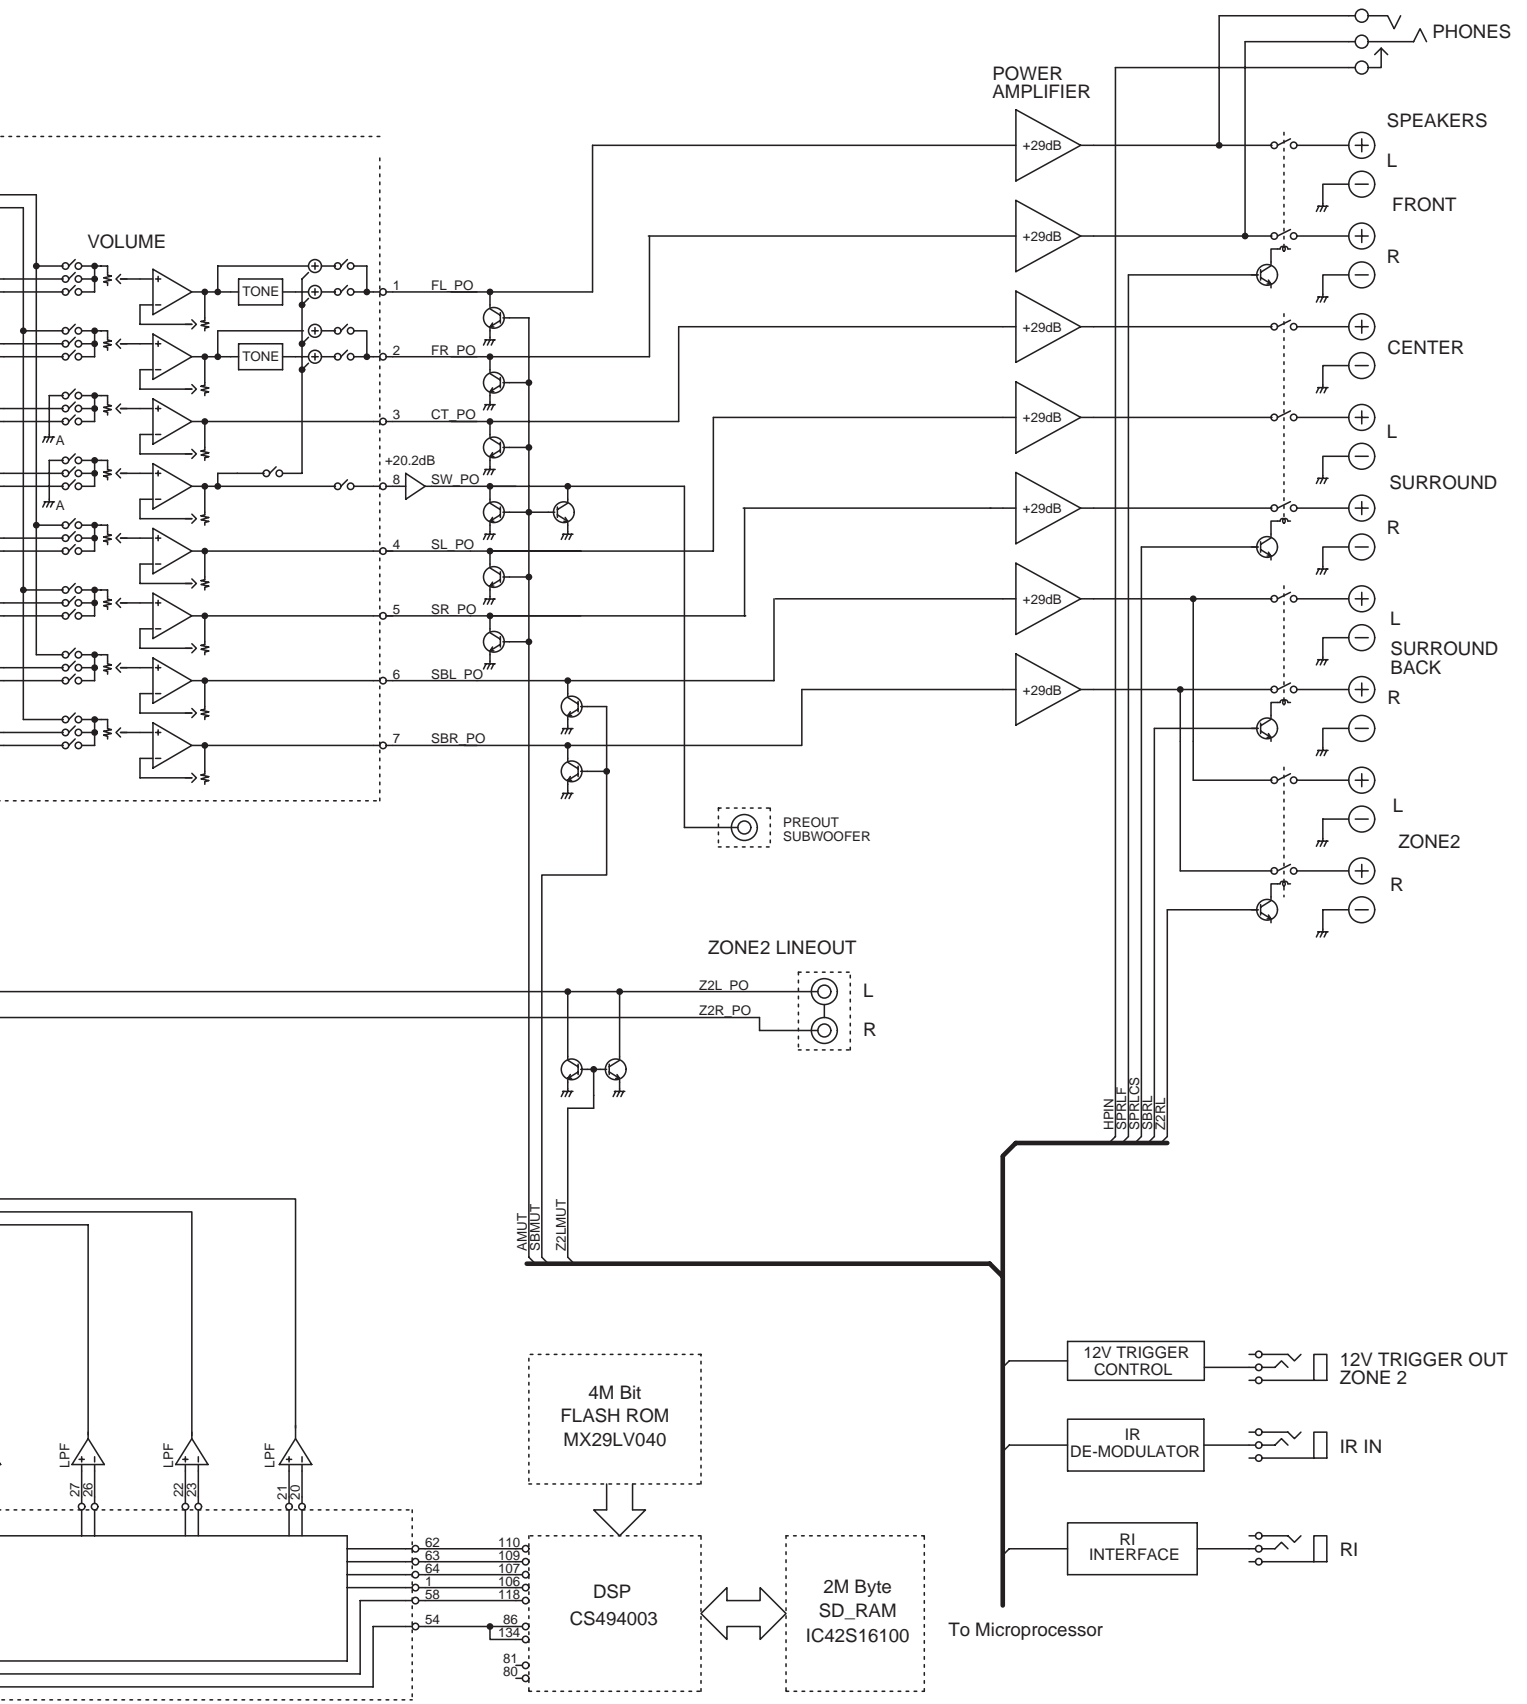 PHONES
POWER
AMPLIFIER
SPEAKERS
+29dB
L
FRONT
VOLUME
+29dB
R
TONE
1
FL_PO
+29dB
CENTER
TONE
2
FR_PO
3
CT_PO
+29dB
L
A
+20.2dB
8
SW_PO
SURROUND
A
+29dB
R
4
SL_PO
5
SR_PO
+29dB
L
SURROUND
BACK
6
SBL_PO
+29dB
R
7
SBR_PO
L
PREOUT
SUBWOOFER
ZONE2
R
ZONE2 LINEOUT
Z2L_PO
L
Z2R_PO
R
HPIN
SPRLF
SPRLCS
SBRL
Z2RL
AMUT
SBMUT
Z2LMUT
12V TRIGGER
CONTROL
12V TRIGGER OUT
ZONE 2
4M Bit
FLASH ROM
MX29LV040
IR
DE-MODULATOR
IR IN
LPF
+ −
LPF
+ −
LPF
+ −
27
26
22
23
21
20
RI
INTERFACE
RI
62
110
63
109
64
107
1
106
58
118
54
86
134
81
80
DSP
CS494003
2M Byte
SD_RAM
IC42S16100
To Microprocessor